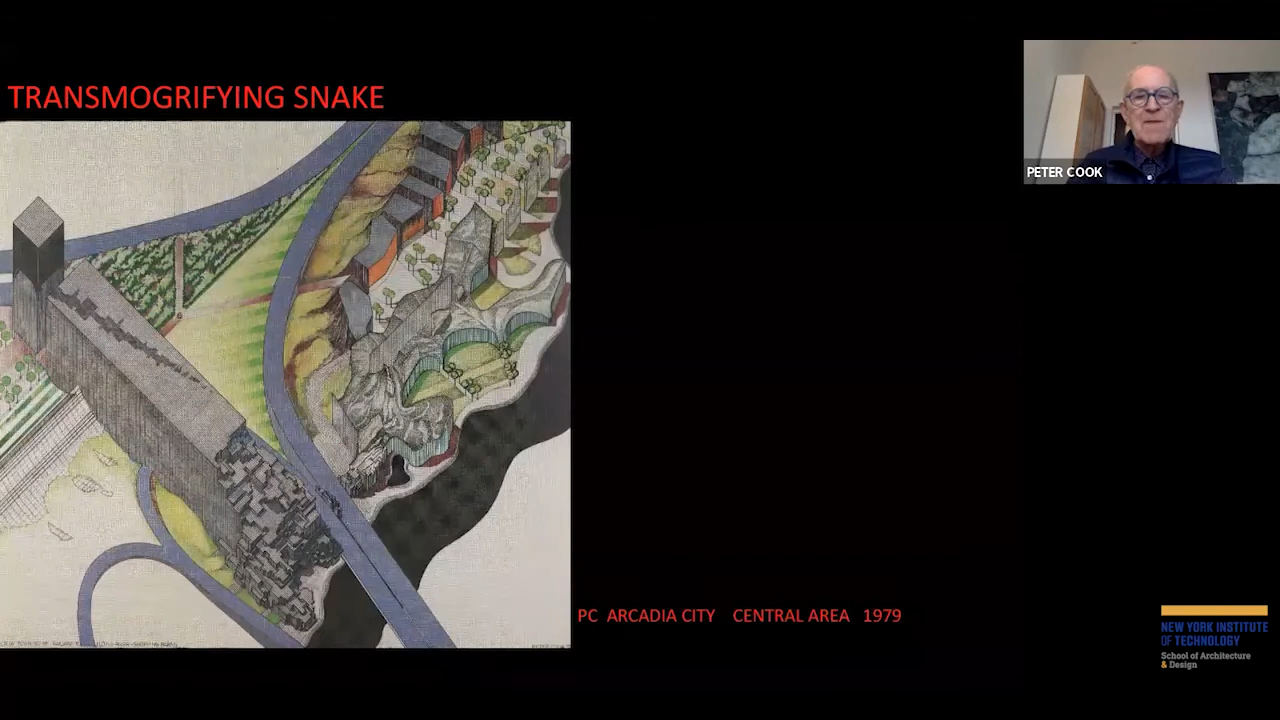 TRANSMOGRIFYING SNAKE
PETER COOK
PC ARCADIA CITY CENTRAL AREA 1979
NEW YORK INSTITUTE
OF TECHNOLOGY
School of Architecture
& Design